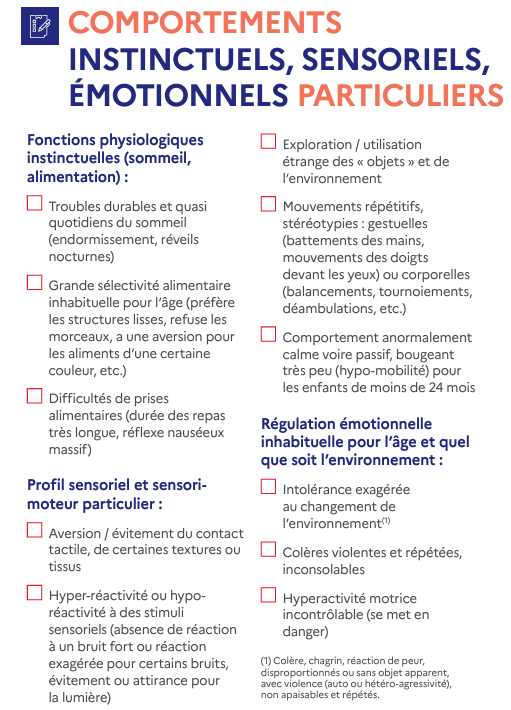 COMPORTEMENTS
INSTINCTUELS, SENSORIELS,
ÉMOTIONNELS PARTICULIERS
Fonctions physiologiques
instinctuelles (sommeil,
alimentation) :
Troubles durables et quasi
quotidiens du sommeil
(endormissement, réveils
nocturnes)
Grande sélectivité alimentaire
inhabituelle pour l’âge (préfère
les structures lisses, refuse les
morceaux, a une aversion pour
les aliments d’une certaine
couleur, etc.)
Difficultés de prises
alimentaires (durée des repas
très longue, réflexe nauséeux
massif)
Profil sensoriel et sensori-
moteur particulier :
Aversion / évitement du contact
tactile, de certaines textures ou
tissus
Hyper-réactivité ou hypo-
réactivité à des stimuli
sensoriels (absence de réaction
à un bruit fort ou réaction
exagérée pour certains bruits,
évitement ou attirance pour
la lumière)
Exploration / utilisation
étrange des « objets » et de
l’environnement
Mouvements répétitifs,
stéréotypies : gestuelles
(battements des mains,
mouvements des doigts
devant les yeux) ou corporelles
(balancements, tournoiements,
déambulations, etc.)
Comportement anormalement
calme voire passif, bougeant
très peu (hypo-mobilité) pour
les enfants de moins de 24 mois
Régulation émotionnelle
inhabituelle pour l’âge et quel
que soit l’environnement :
Intolérance exagérée
au changement de
l’environnement(1)
Colères violentes et répétées,
inconsolables
Hyperactivité motrice
incontrôlable (se met en
danger)
(1) Colère, chagrin, réaction de peur,
disproportionnés ou sans objet apparent,
avec violence (auto ou hétéro-agressivité),
non apaisables et répétés.